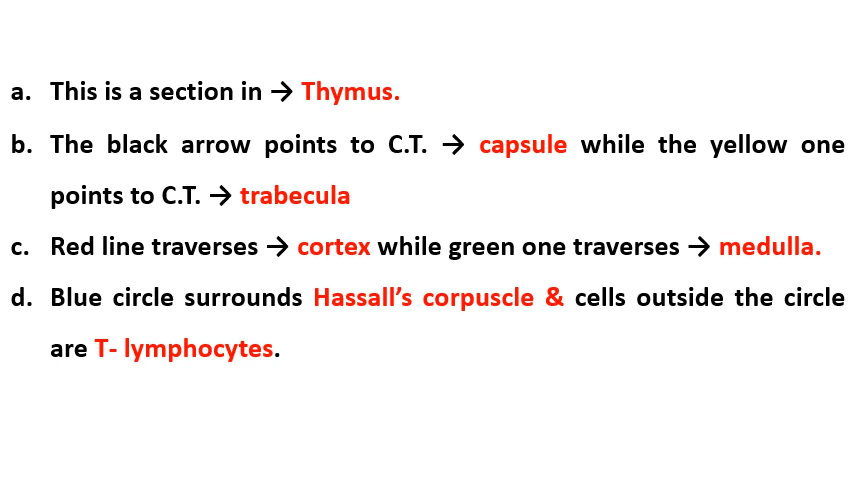 a. This is a section in → Thymus.
b. The black arrow points to C.T. → capsule while the yellow one
points to C.T. → trabecula
c. Red line traverses → cortex while green one traverses → medulla.
d. Blue circle surrounds Hassall’s corpuscle & cells outside the circle
are T- lymphocytes.